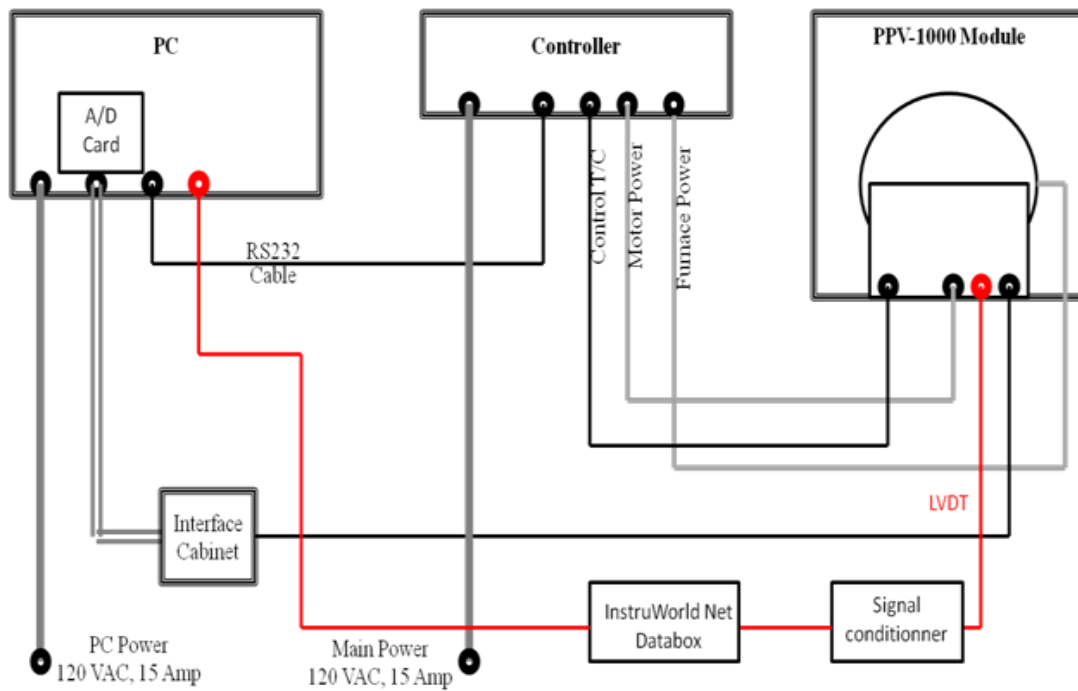 PC
Controller
PPV-1000 Module
A/D
Card
Control T/C
Motor Power
Furnace Power
RS232
Cable
LVDT
Interface
Cabinet
InstruWorld Net
Databox
Signal
conditionner
PC Power
120 VAC, 15 Amp
Main Power
120 VAC, 15 Amp